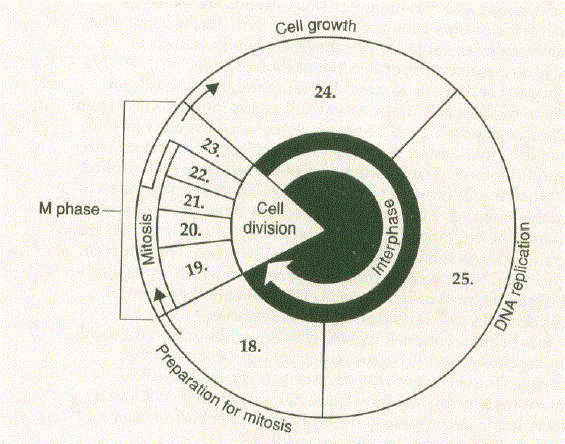 Cell growth
24.
23.
22.
21.
20.
19.
M phase
Mitosis
Cell
division
Interphase
25.
DNA replication
18.
Preparation for mitosis